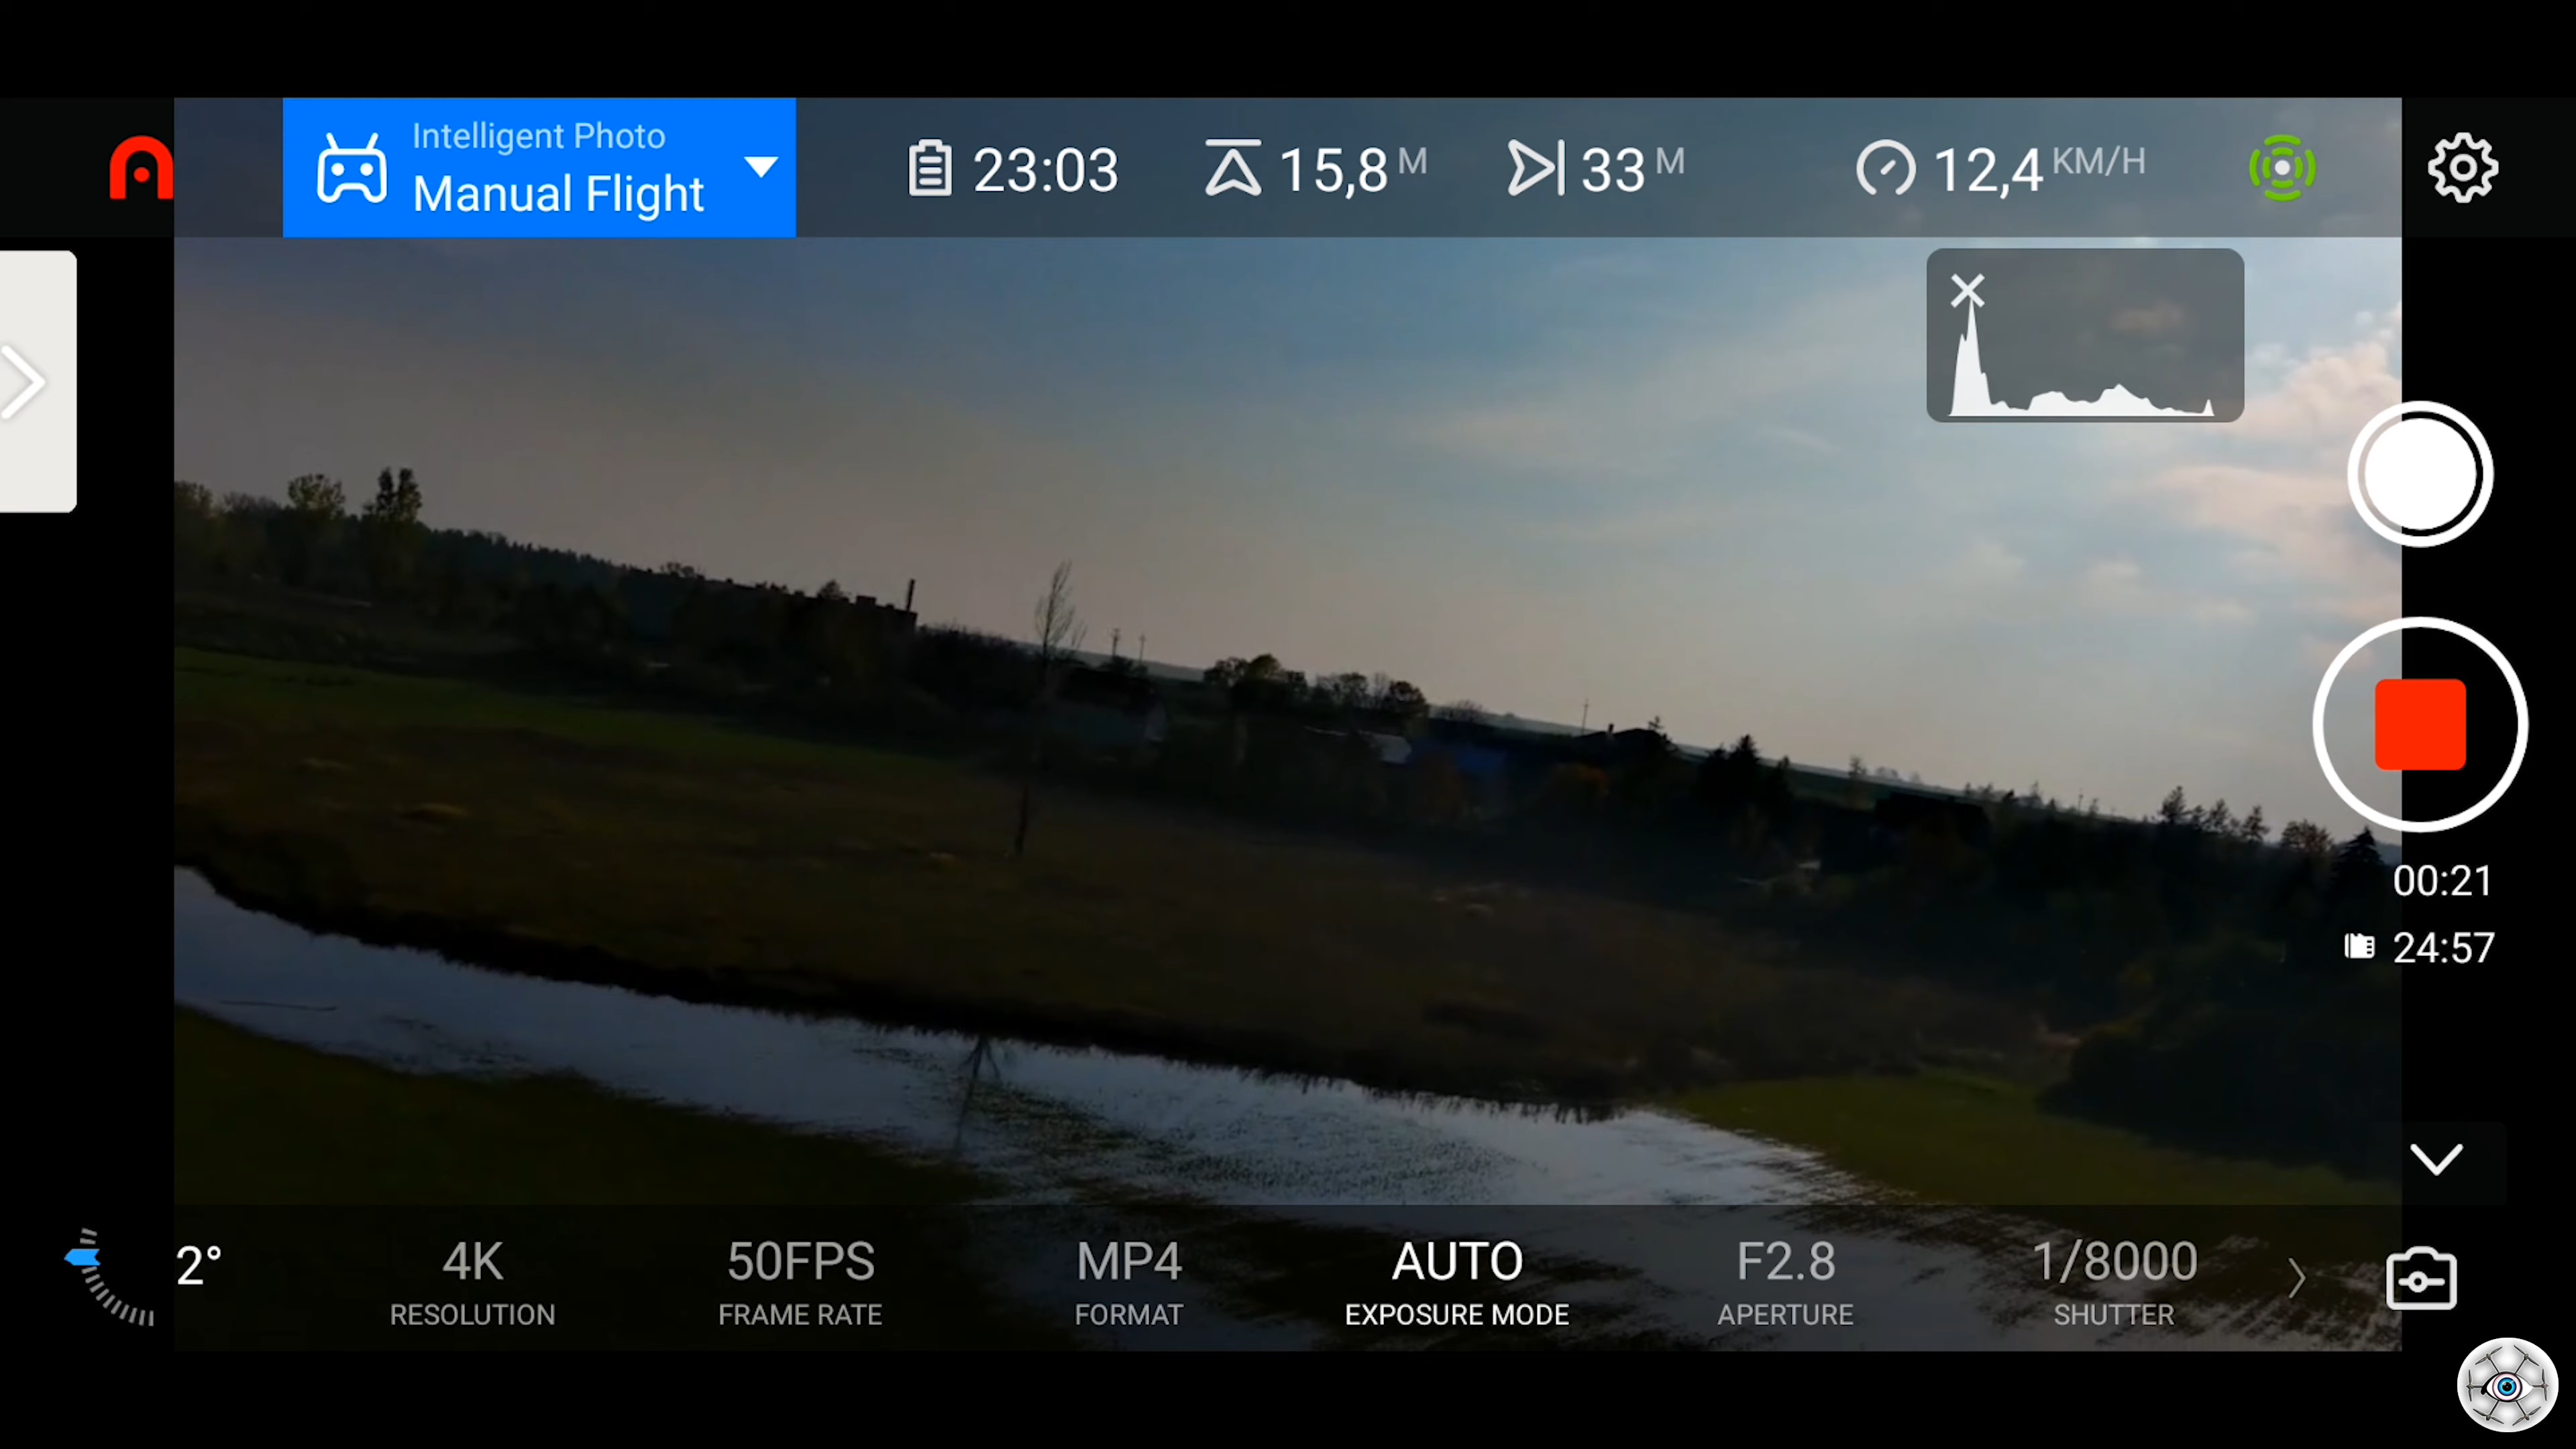 Intelligent Photo
Manual Flight
23:03
15,8 M
33 M
12,4 KM/H
00:21
24:57
2°
4K
RESOLUTION
50FPS
FRAME RATE
MP4
FORMAT
AUTO
EXPOSURE MODE
F2.8
APERTURE
1/8000
SHUTTER